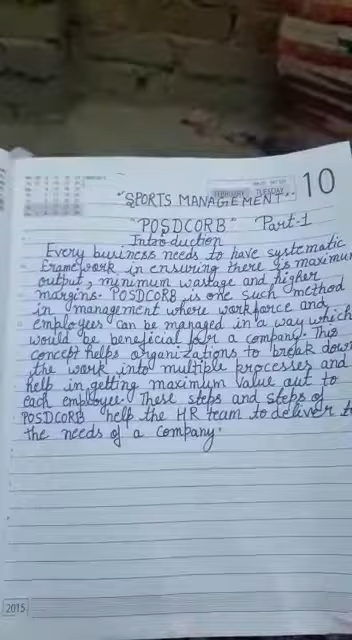 FEBRUARY TUESDAY 10
"SPORTS MANAGEMENT"
"POSDCORB" Part-1
Introduction
Every business needs to have systematic
framework in ensuring there is maximum
output, minimum wastage and higher
margins. POSDCORB is one such method
in management where workforce and
employees can be managed in a way which
would be beneficial for a company. This
concept helps organizations to break down
the work into multiple processes and
help in getting maximum value out to
each employee. These steps and steps of
POSDCORB help the HR team to deliver to
the needs of a company.
2015